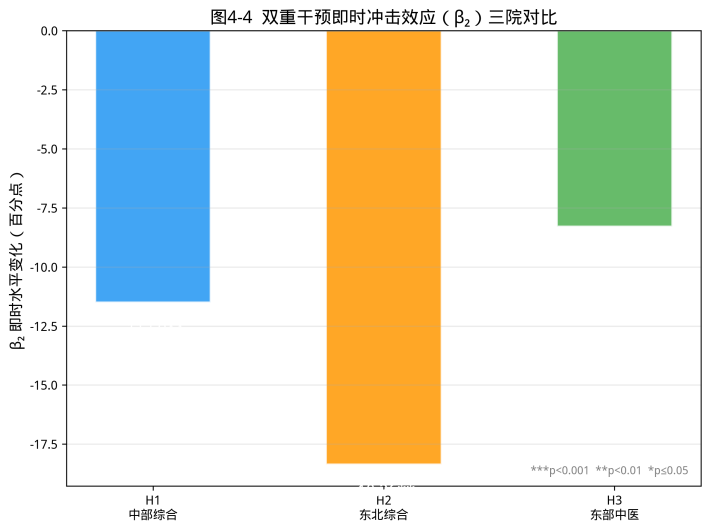 图4-4 双重干预即时冲击效应（β₂）三院对比
β₂ 即时水平变化（百分点）
0.0
-2.5
-5.0
-7.5
-10.0
-12.5
-15.0
-17.5
***p<0.001 **p<0.01 *p≤0.05
H1
中部综合
H2
东北综合
H3
东部中医